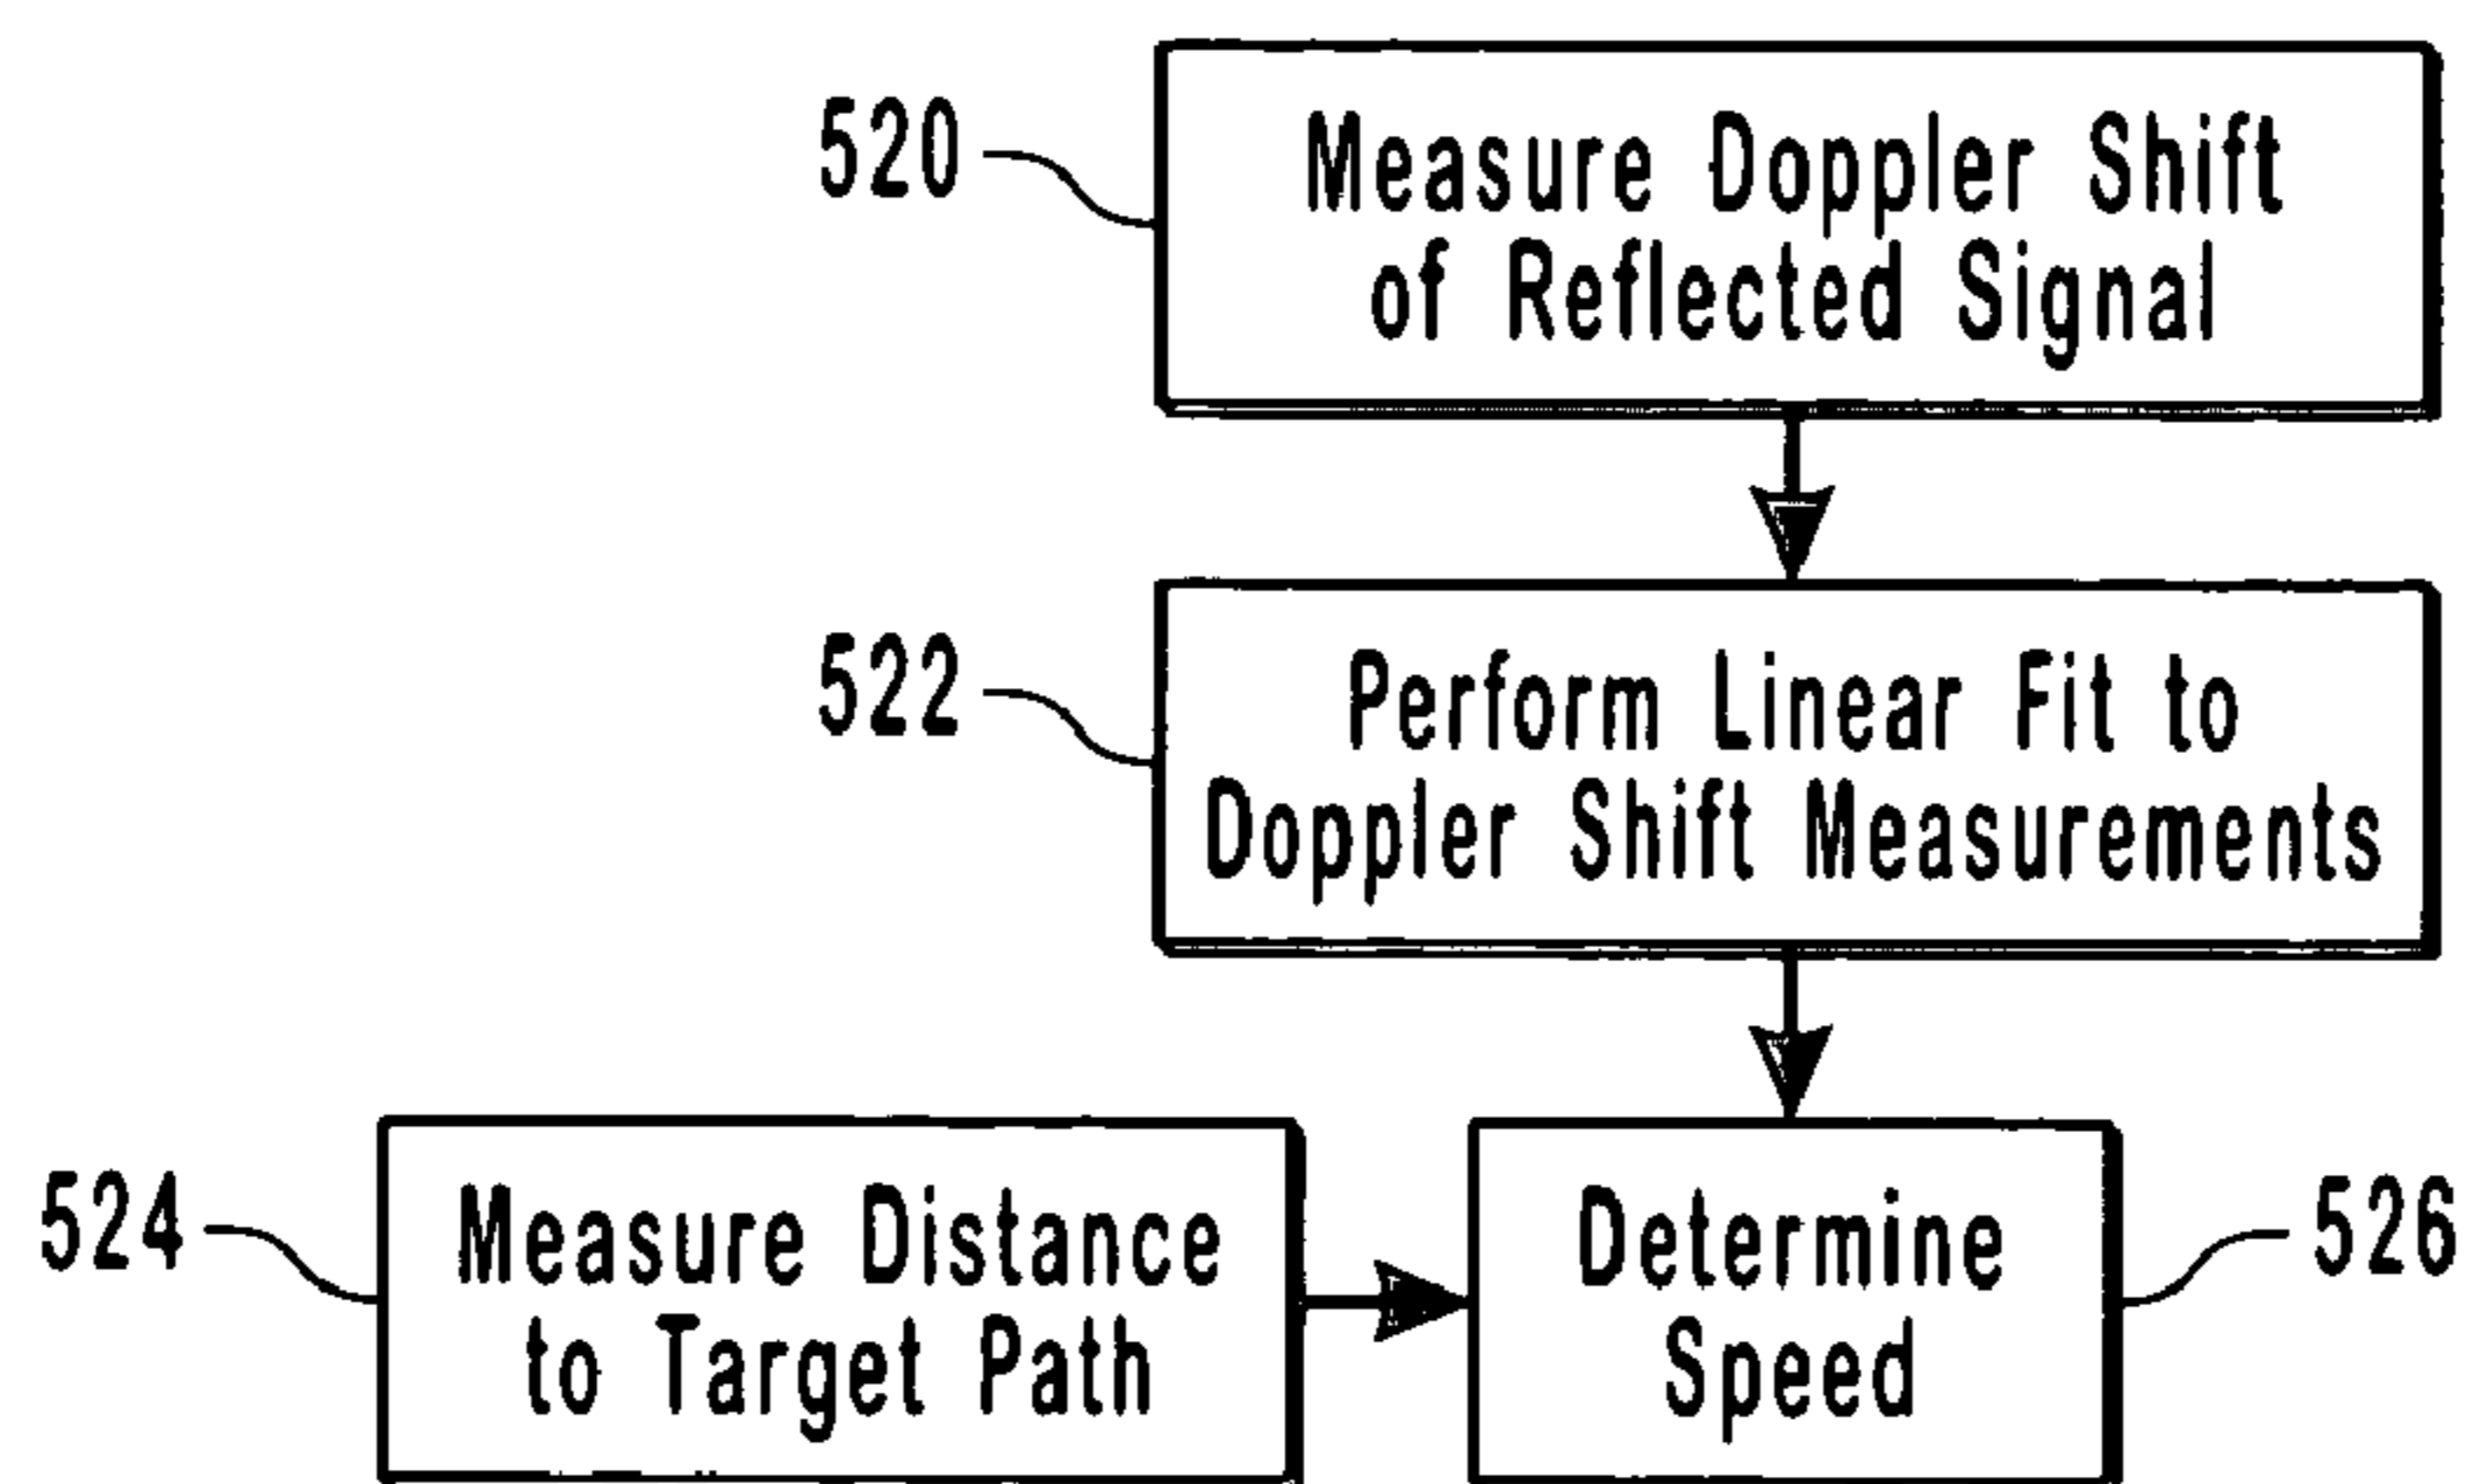 520
Measure Doppler Shift
of Reflected Signal
522
Perform Linear Fit to
Doppler Shift Measurements
524
Measure Distance
to Target Path
Determine
Speed
526